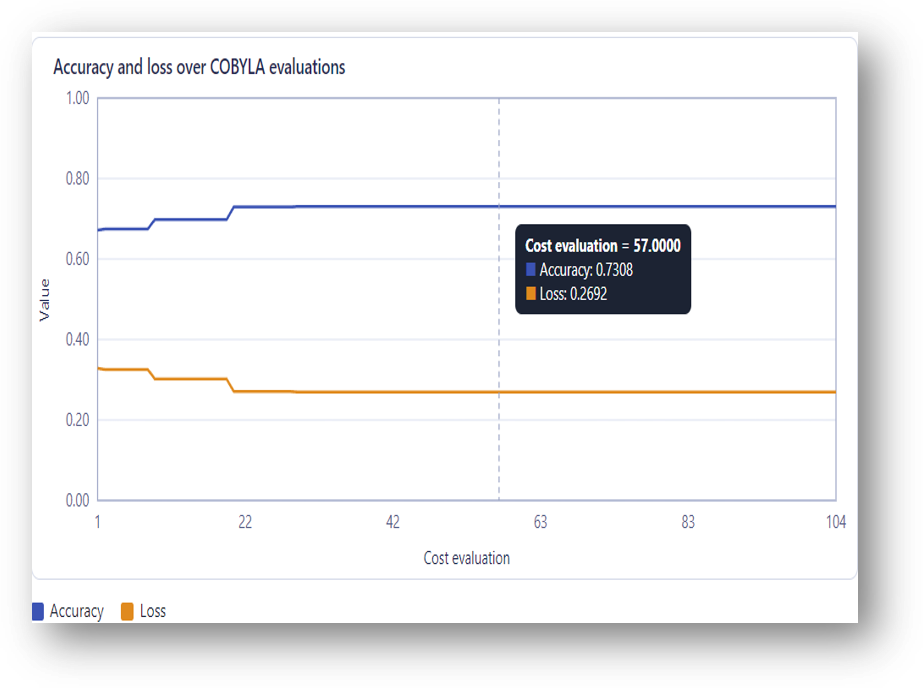 Accuracy and loss over COBYLA evaluations
1.00
0.80
0.60
0.40
0.20
0.00
Value
Cost evaluation = 57.0000
Accuracy: 0.7308
Loss: 0.2692
1 22 42 63 83 104
Cost evaluation
Accuracy Loss